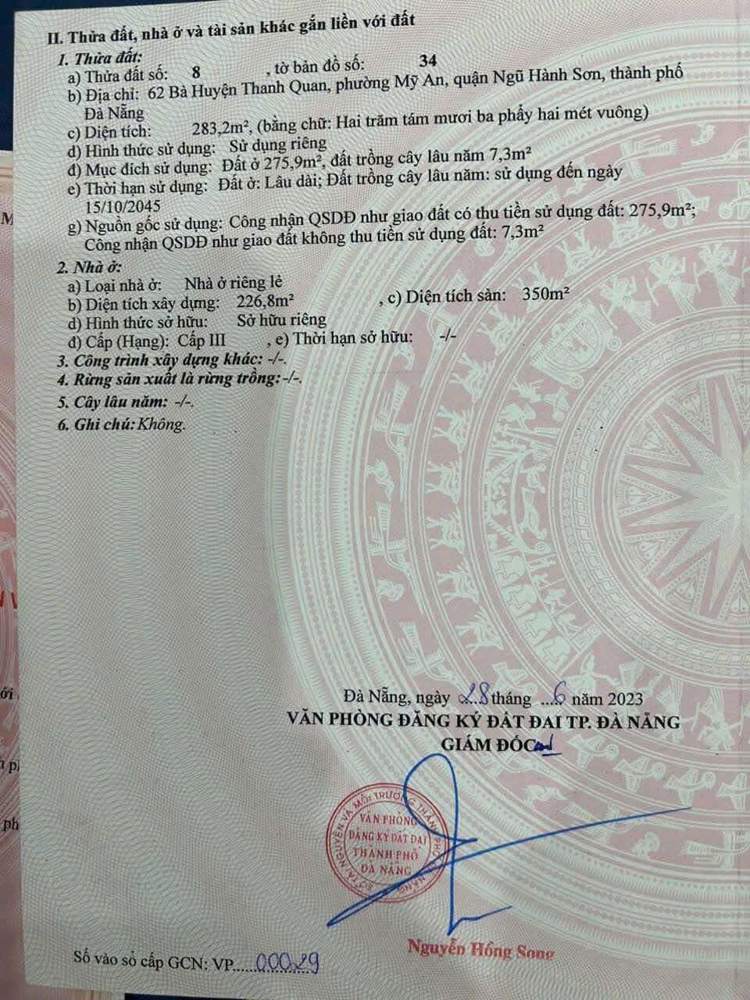 II. Thửa đất, nhà ở và tài sản khác gắn liền với đất
1. Thửa đất:
a) Thửa đất số: 8 , tờ bản đồ số: 34
b) Địa chỉ: 62 Bà Huyện Thanh Quan, phường Mỹ An, quận Ngũ Hành Sơn, thành phố
Đà Nẵng
c) Diện tích: 283,2m², (bằng chữ: Hai trăm tám mươi ba phẩy hai mét vuông)
d) Hình thức sử dụng: Sử dụng riêng
đ) Mục đích sử dụng: Đất ở 275,9m², đất trồng cây lâu năm 7,3m²
e) Thời hạn sử dụng: Đất ở: Lâu dài; Đất trồng cây lâu năm: sử dụng đến ngày
15/10/2045
g) Nguồn gốc sử dụng: Công nhận QSDĐ như giao đất có thu tiền sử dụng đất: 275,9m²;
Công nhận QSDĐ như giao đất không thu tiền sử dụng đất: 7,3m²
2. Nhà ở:
a) Loại nhà ở: Nhà ở riêng lẻ
b) Diện tích xây dựng: 226,8m² , c) Diện tích sàn: 350m²
d) Hình thức sở hữu: Sở hữu riêng
đ) Cấp (Hạng): Cấp III , e) Thời hạn sở hữu: -/-
3. Công trình xây dựng khác: -/-.
4. Rừng sản xuất là rừng trồng: -/-.
5. Cây lâu năm: -/-.
6. Ghi chú: Không.
Đà Nẵng, ngày 28 tháng ...6 năm 2023
VĂN PHÒNG ĐĂNG KÝ ĐẤT ĐAI TP. ĐÀ NẴNG
GIÁM ĐỐC
SỞ TÀI NGUYÊN VÀ MÔI TRƯỜNG THÀNH PHỐ ĐÀ NẴNG
VĂN PHÒNG
ĐĂNG KÝ ĐẤT ĐAI
THÀNH PHỐ
ĐÀ NẴNG
Nguyễn Hồng Song
Số vào sổ cấp GCN: VP......00029